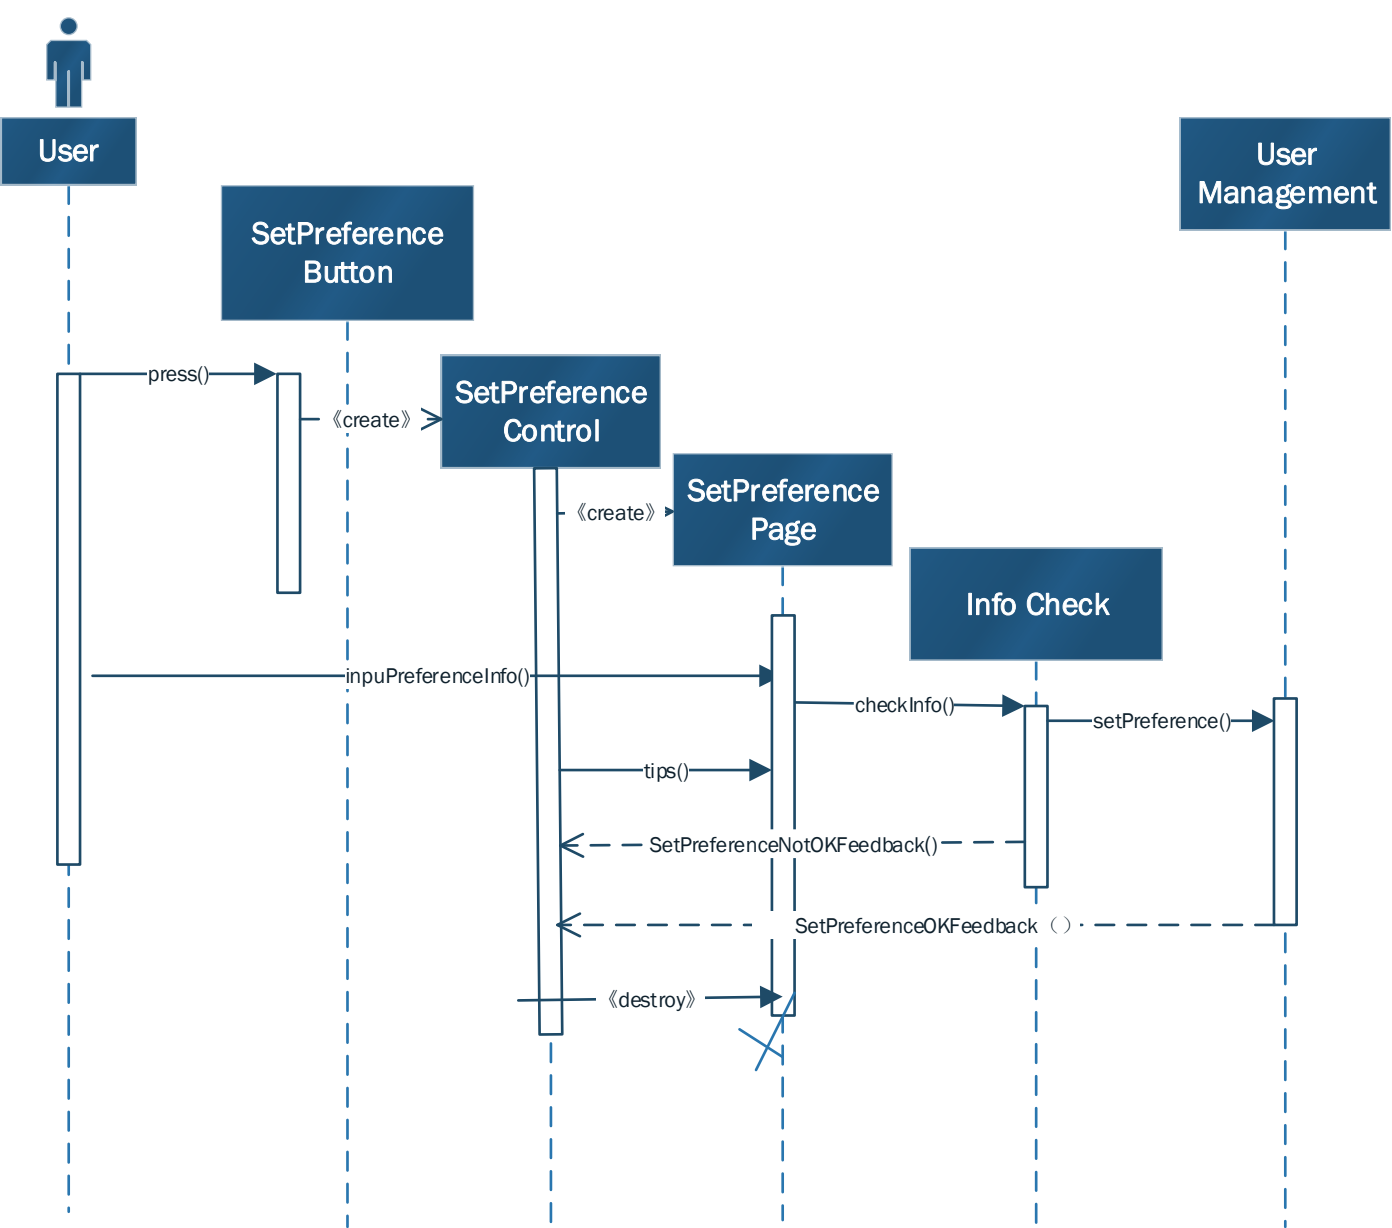 User
User
Management
SetPreference
Button
press()
SetPreference
Control
《create》
SetPreference
Page
《create》
Info Check
inpuPreferenceInfo()
checkInfo()
setPreference()
tips()
SetPreferenceNotOKFeedback()
SetPreferenceOKFeedback（）
《destroy》